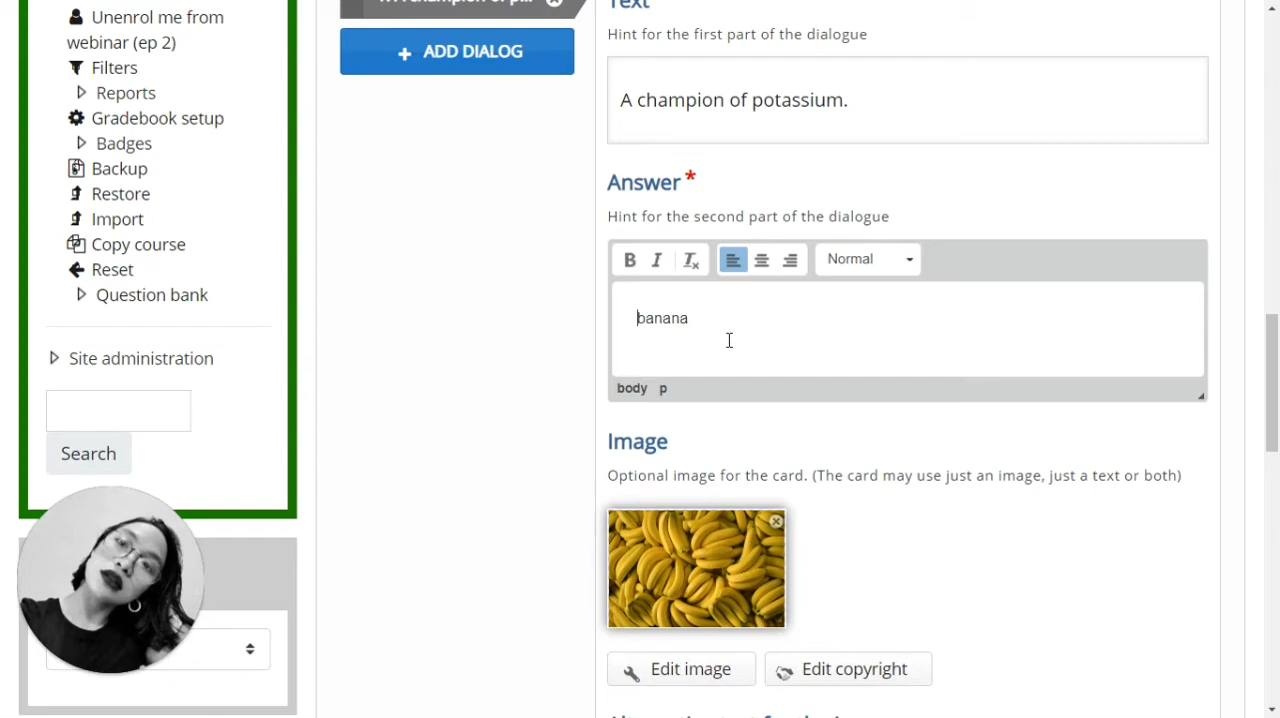 Unenrol me from
webinar (ep 2)
Filters
Reports
Gradebook setup
Badges
Backup
Restore
Import
Copy course
Reset
Question bank
Site administration
Search
+ ADD DIALOG
Text
Hint for the first part of the dialogue
A champion of potassium.
Answer *
Hint for the second part of the dialogue
B I Tx Normal
banana
body p
Image
Optional image for the card. (The card may use just an image, just a text or both)
Edit image Edit copyright